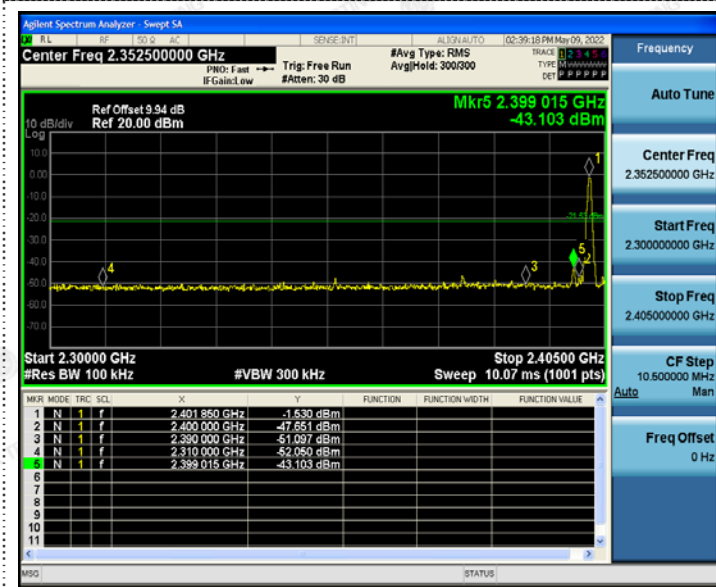 Agilent Spectrum Analyzer - Swept SA
RL RF 50 Ω AC SENSE:INT ALIGN AUTO 02:39:18 PM May 09, 2022
Center Freq 2.352500000 GHz
#Avg Type: RMS
TRACE 1 2 3 4 5 6
PNO: Fast Trig: Free Run Avg|Hold: 300/300
TYPE M
IFGain:Low #Atten: 30 dB
DET P P P P P P
Frequency
Auto Tune
Center Freq
2.352500000 GHz
Start Freq
2.300000000 GHz
Stop Freq
2.405000000 GHz
CF Step
10.500000 MHz
Auto Man
Freq Offset
0 Hz
Mkr5 2.399 015 GHz
-43.103 dBm
Ref Offset 9.94 dB
10 dB/div Ref 20.00 dBm
Log
10.0
0.00
-10.0
-20.0
-30.0
-40.0
-50.0
-60.0
-70.0
1
5
2
3
4
Start 2.30000 GHz Stop 2.40500 GHz
#Res BW 100 kHz #VBW 300 kHz Sweep 10.07 ms (1001 pts)
MKR MODE TRC SCL X Y FUNCTION FUNCTION WIDTH FUNCTION VALUE
1 N 1 f 2.401 850 GHz -1.530 dBm
2 N 1 f 2.400 000 GHz -47.651 dBm
3 N 1 f 2.390 000 GHz -51.097 dBm
4 N 1 f 2.310 000 GHz -52.050 dBm
5 N 1 f 2.399 015 GHz -43.103 dBm
6
7
8
9
10
11
MSG STATUS